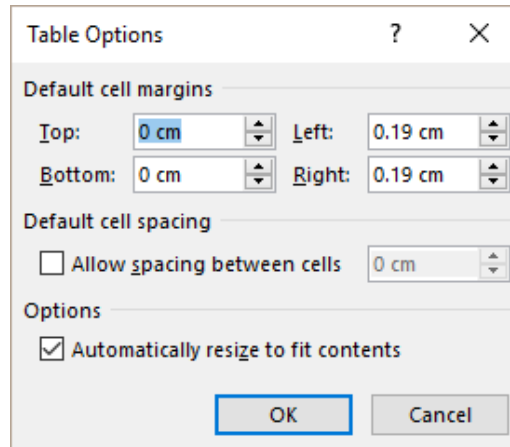 Table Options ?
Default cell margins
Top: 0 cm Left: 0.19 cm
Bottom: 0 cm Right: 0.19 cm
Default cell spacing
Allow spacing between cells 0 cm
Options
Automatically resize to fit contents
OK Cancel